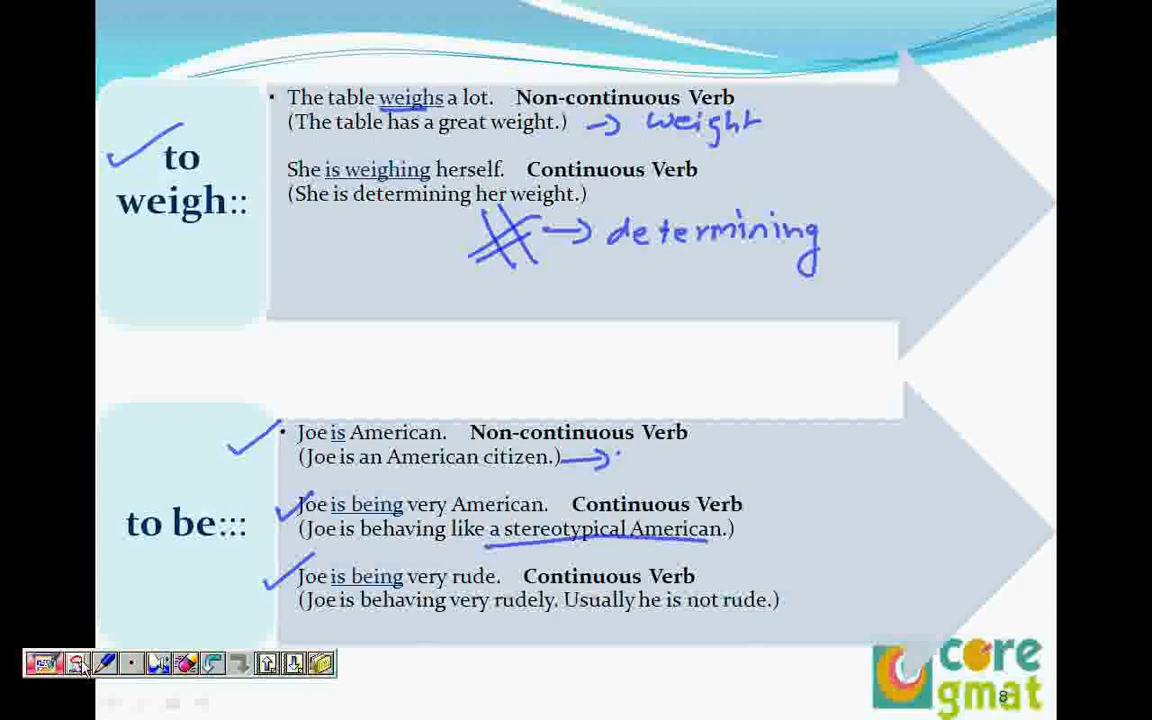 • The table weighs a lot. Non-continuous Verb
(The table has a great weight.) → weight
to weigh::
She is weighing herself. Continuous Verb
(She is determining her weight.)
→ determining
• Joe is American. Non-continuous Verb
(Joe is an American citizen.) →
to be:::
Joe is being very American. Continuous Verb
(Joe is behaving like a stereotypical American.)
Joe is being very rude. Continuous Verb
(Joe is behaving very rudely. Usually he is not rude.)
core
gmat
8